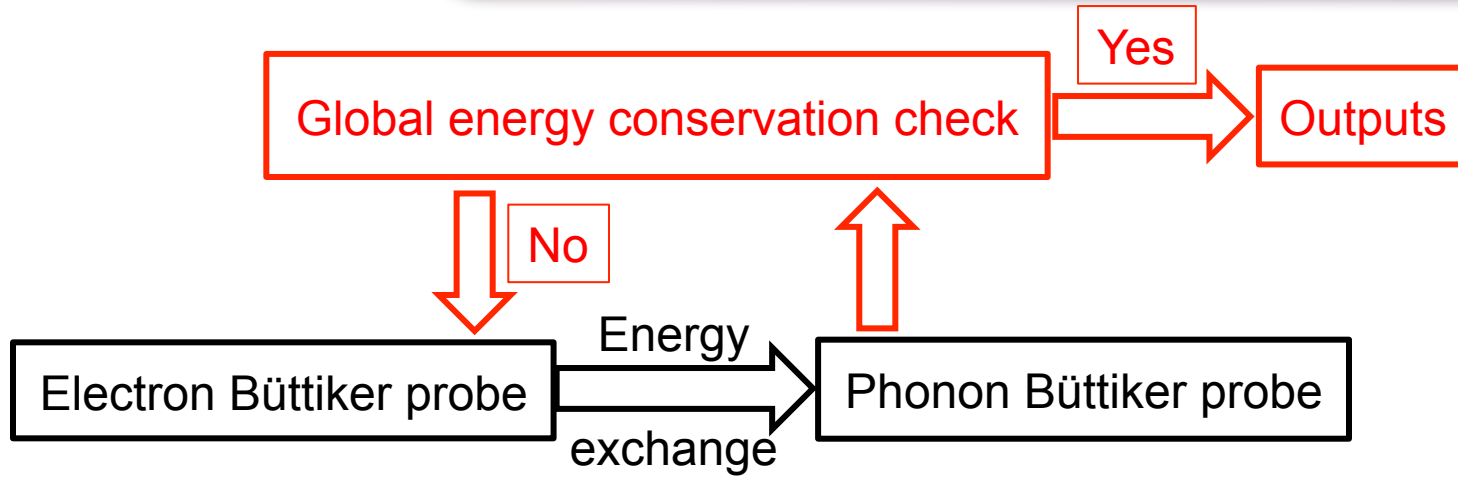 Yes
Global energy conservation check
Outputs
No
Energy
Electron Büttiker probe
Phonon Büttiker probe
exchange